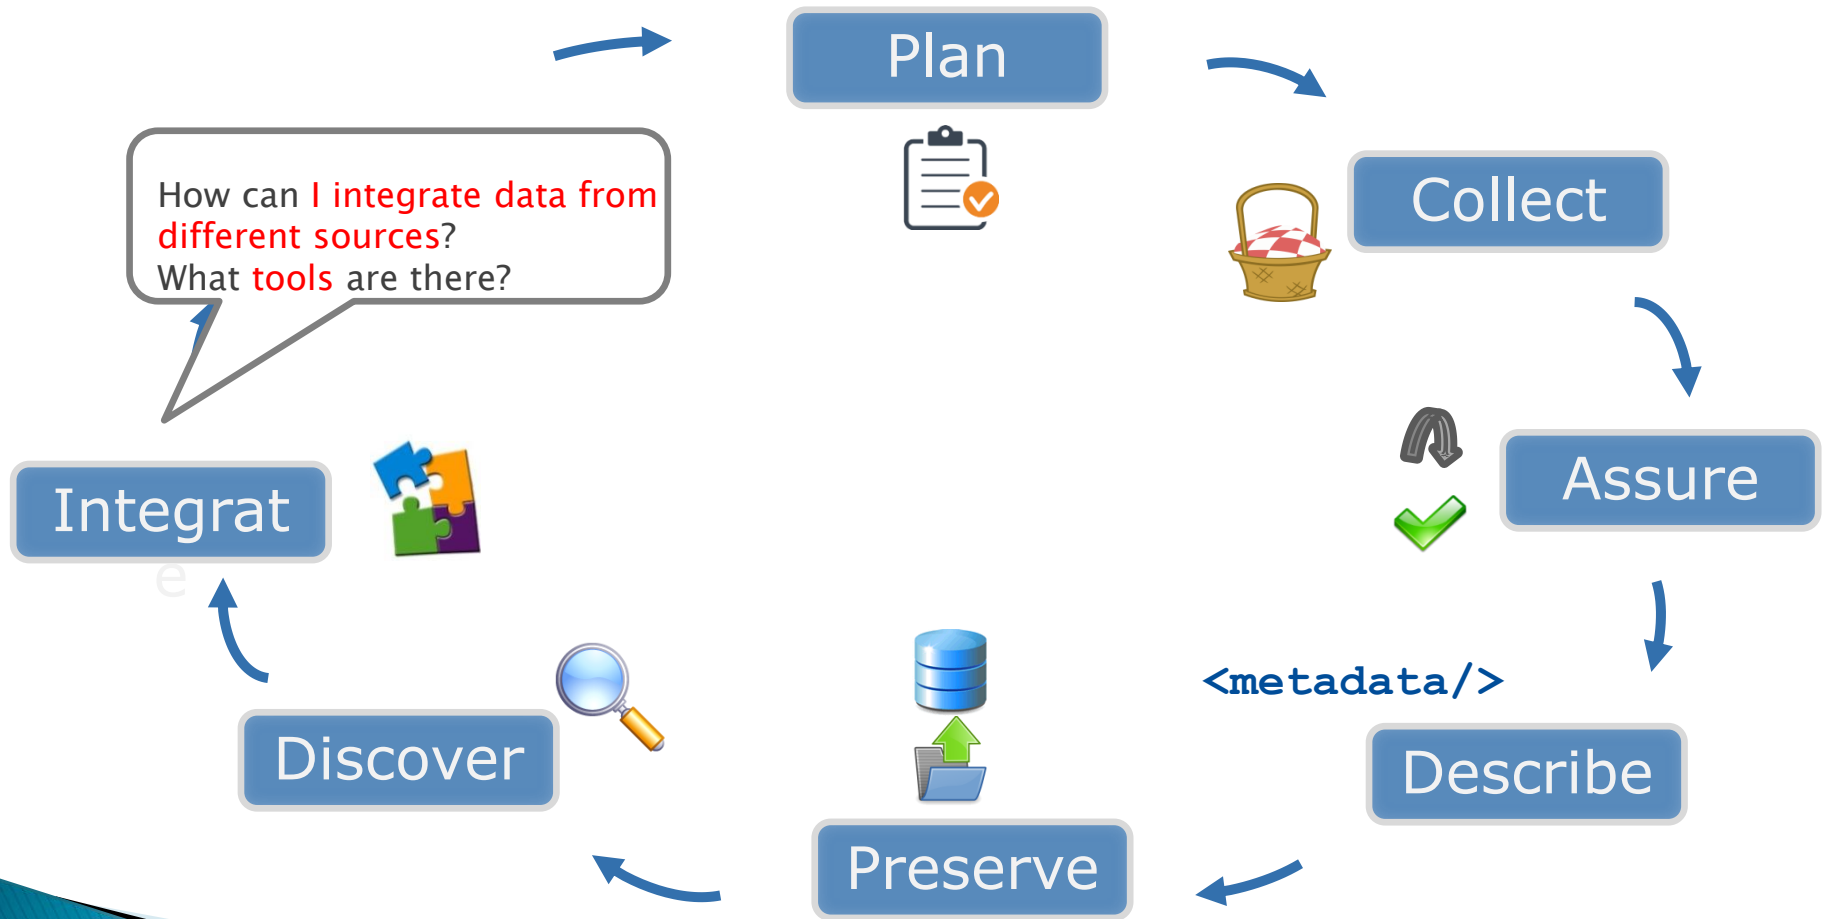 Plan
Collect
How can I integrate data from
different sources?
What tools are there?
Assure
Integrat
e
<metadata/>
Discover
Describe
Preserve